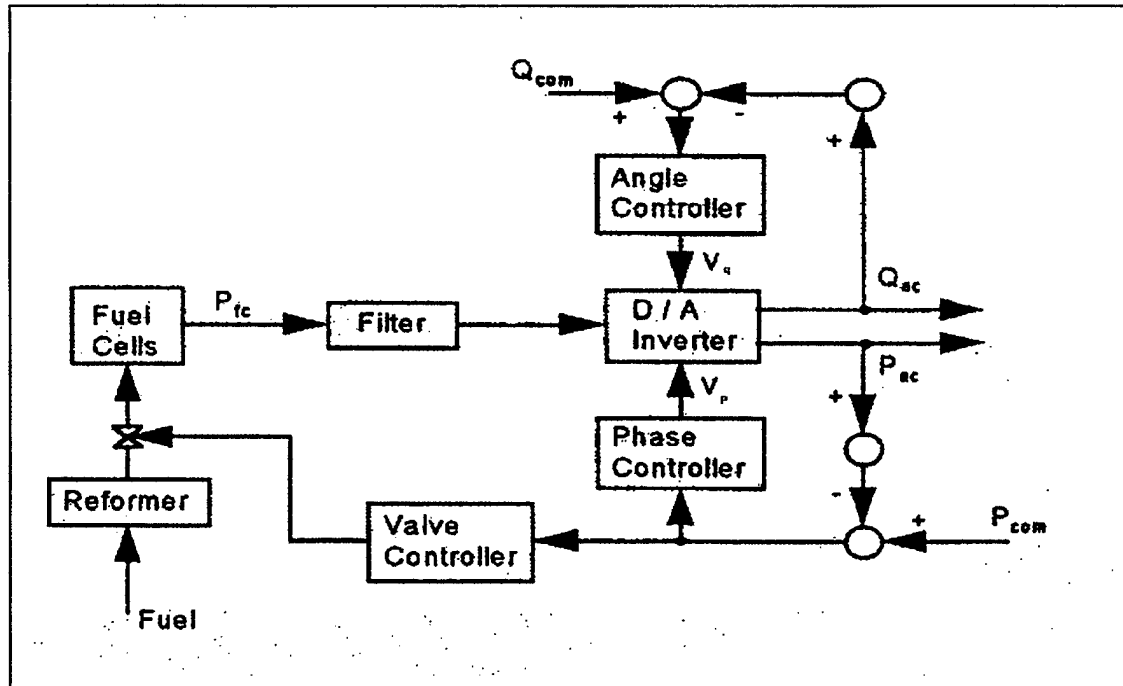 Qcom
+
-
+
Angle
Controller
Vq
Qac
Fuel
Cells
Pfc
Filter
D / A
Inverter
Pac
Vp
+
Phase
Controller
-
Reformer
Valve
Controller
+
Pcom
Fuel